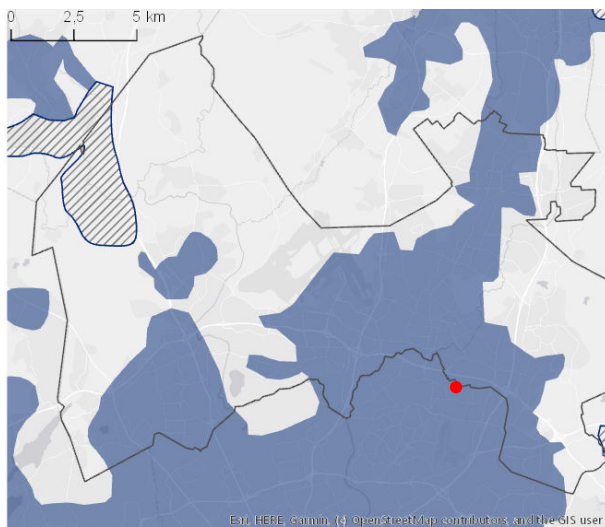 0 2,5 5 km
Esri, HERE, Garmin, (c) OpenStreetMap contributors, and the GIS user